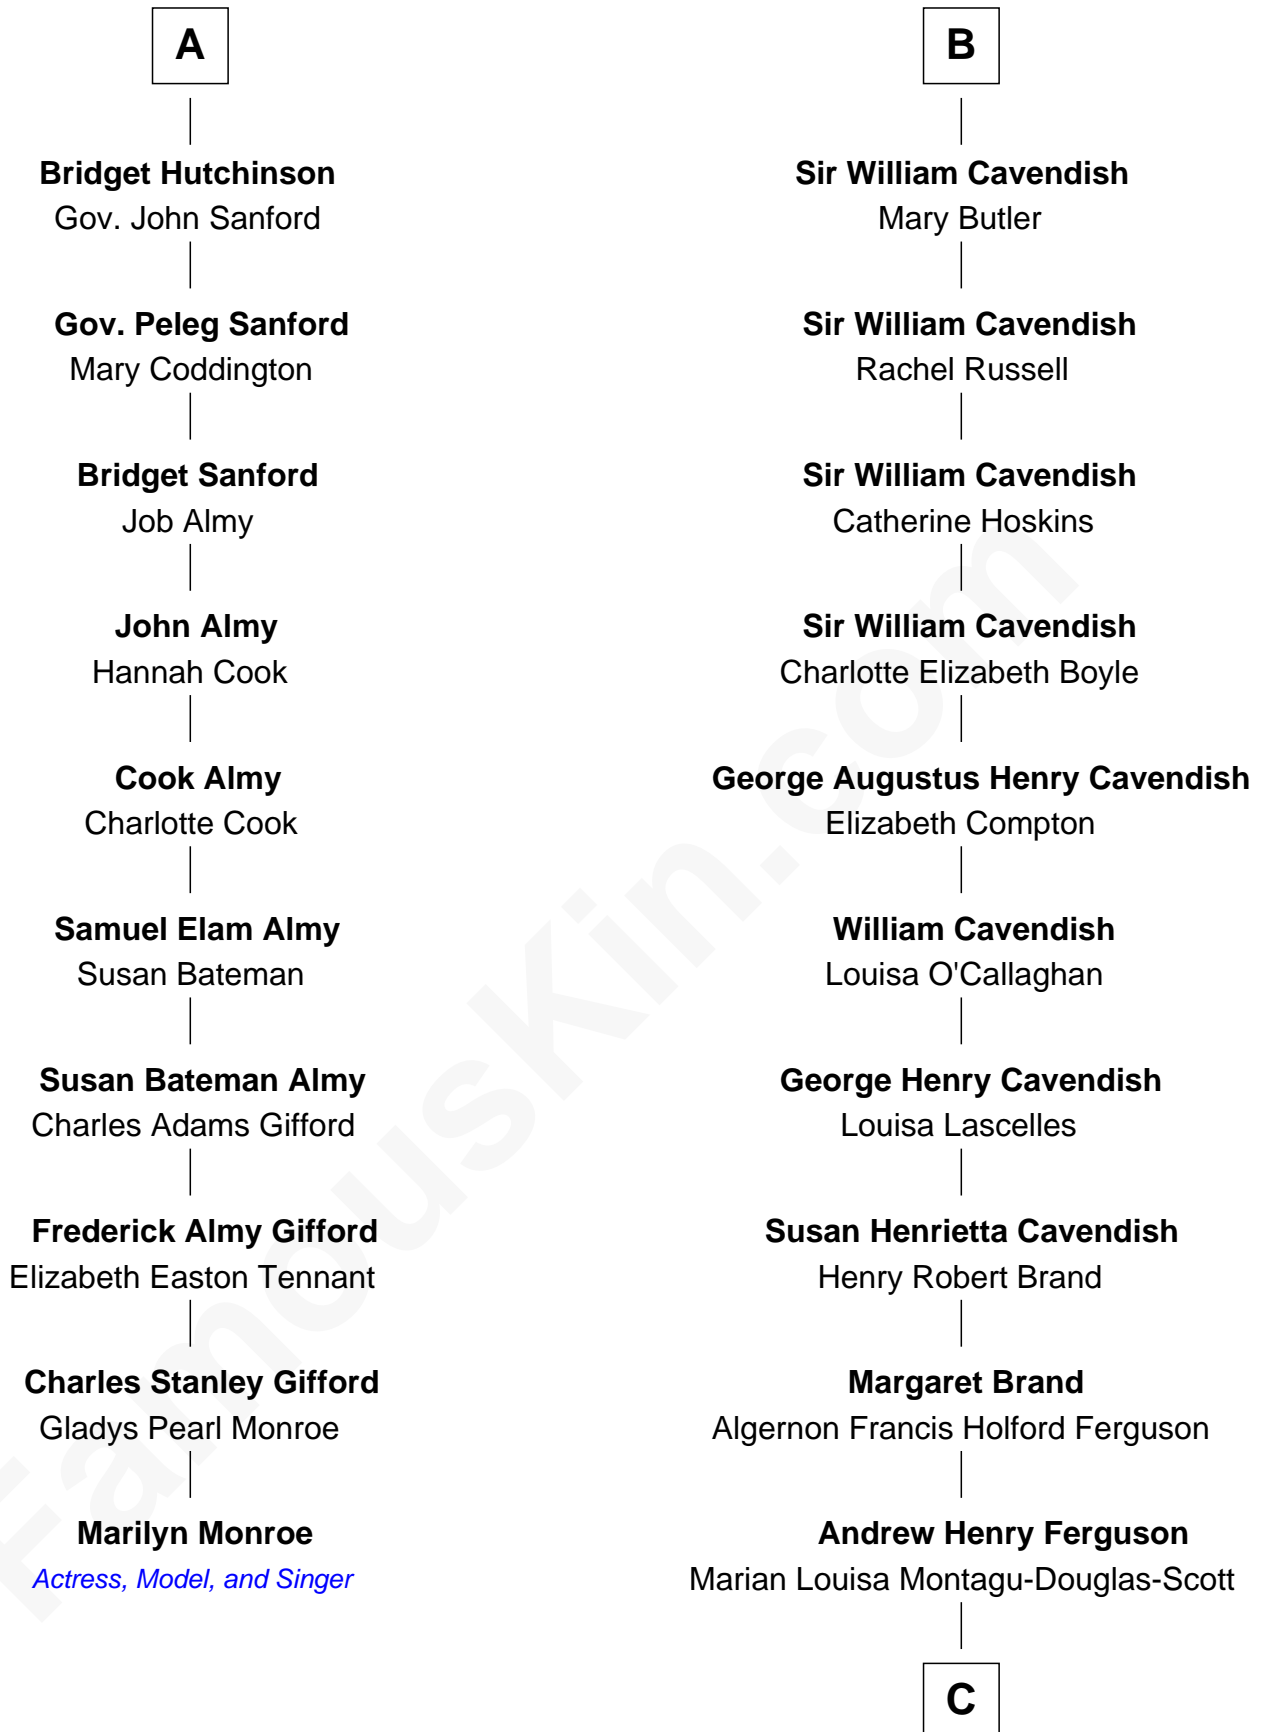 A
Bridget Hutchinson
Gov. John Sanford
Gov. Peleg Sanford
Mary Coddington
Bridget Sanford
Job Almy
John Almy
Hannah Cook
Cook Almy
Charlotte Cook
Samuel Elam Almy
Susan Bateman
Susan Bateman Almy
Charles Adams Gifford
Frederick Almy Gifford
Elizabeth Easton Tennant
Charles Stanley Gifford
Gladys Pearl Monroe
Marilyn Monroe
Actress, Model, and Singer
B
Sir William Cavendish
Mary Butler
Sir William Cavendish
Rachel Russell
Sir William Cavendish
Catherine Hoskins
Sir William Cavendish
Charlotte Elizabeth Boyle
George Augustus Henry Cavendish
Elizabeth Compton
William Cavendish
Louisa O'Callaghan
George Henry Cavendish
Louisa Lascelles
Susan Henrietta Cavendish
Henry Robert Brand
Margaret Brand
Algernon Francis Holford Ferguson
Andrew Henry Ferguson
Marian Louisa Montagu-Douglas-Scott
C
FamousKin.com